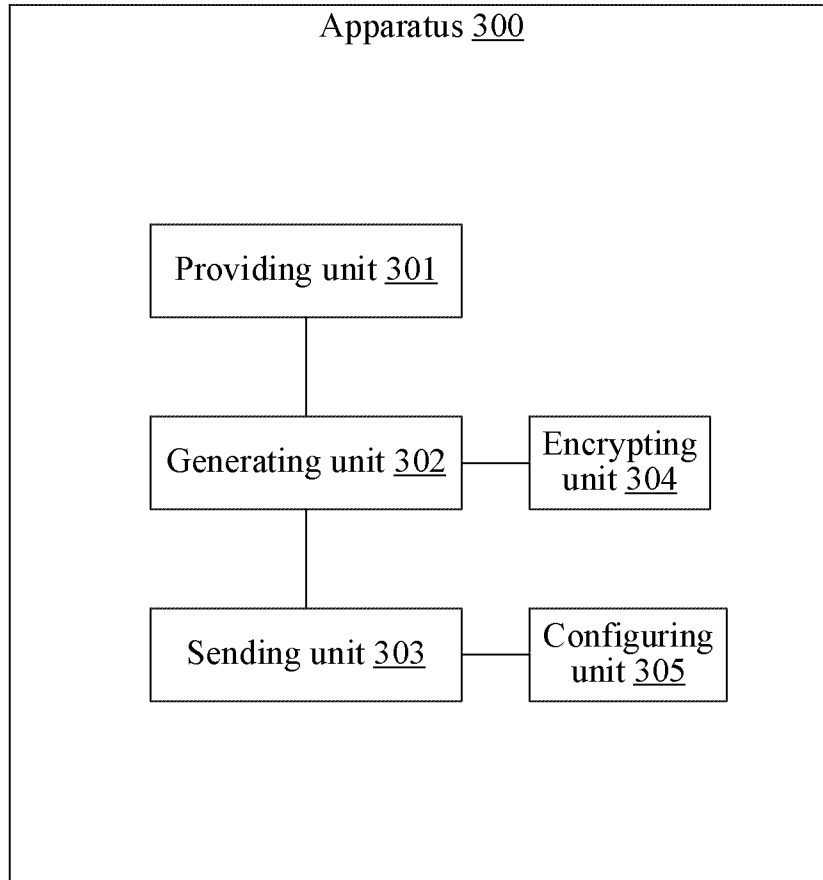 Apparatus 300
Providing unit 301
Generating unit 302
Encrypting
unit 304
Sending unit 303
Configuring
unit 305